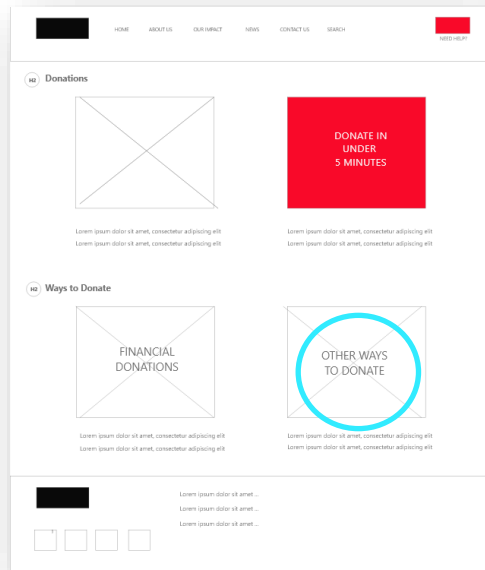 HOME ABOUT US OUR IMPACT NEWS CONTACT US SEARCH
NEED HELP?
H2 Donations
DONATE IN
UNDER
5 MINUTES
Lorem ipsum dolor sit amet, consectetur adipiscing elit
Lorem ipsum dolor sit amet, consectetur adipiscing elit
Lorem ipsum dolor sit amet, consectetur adipiscing elit
Lorem ipsum dolor sit amet, consectetur adipiscing elit
H2 Ways to Donate
FINANCIAL
DONATIONS
OTHER WAYS
TO DONATE
Lorem ipsum dolor sit amet, consectetur adipiscing elit
Lorem ipsum dolor sit amet, consectetur adipiscing elit
Lorem ipsum dolor sit amet, consectetur adipiscing elit
Lorem ipsum dolor sit amet, consectetur adipiscing elit
Lorem ipsum dolor sit amet ...
Lorem ipsum dolor sit amet ...
Lorem ipsum dolor sit amet ...